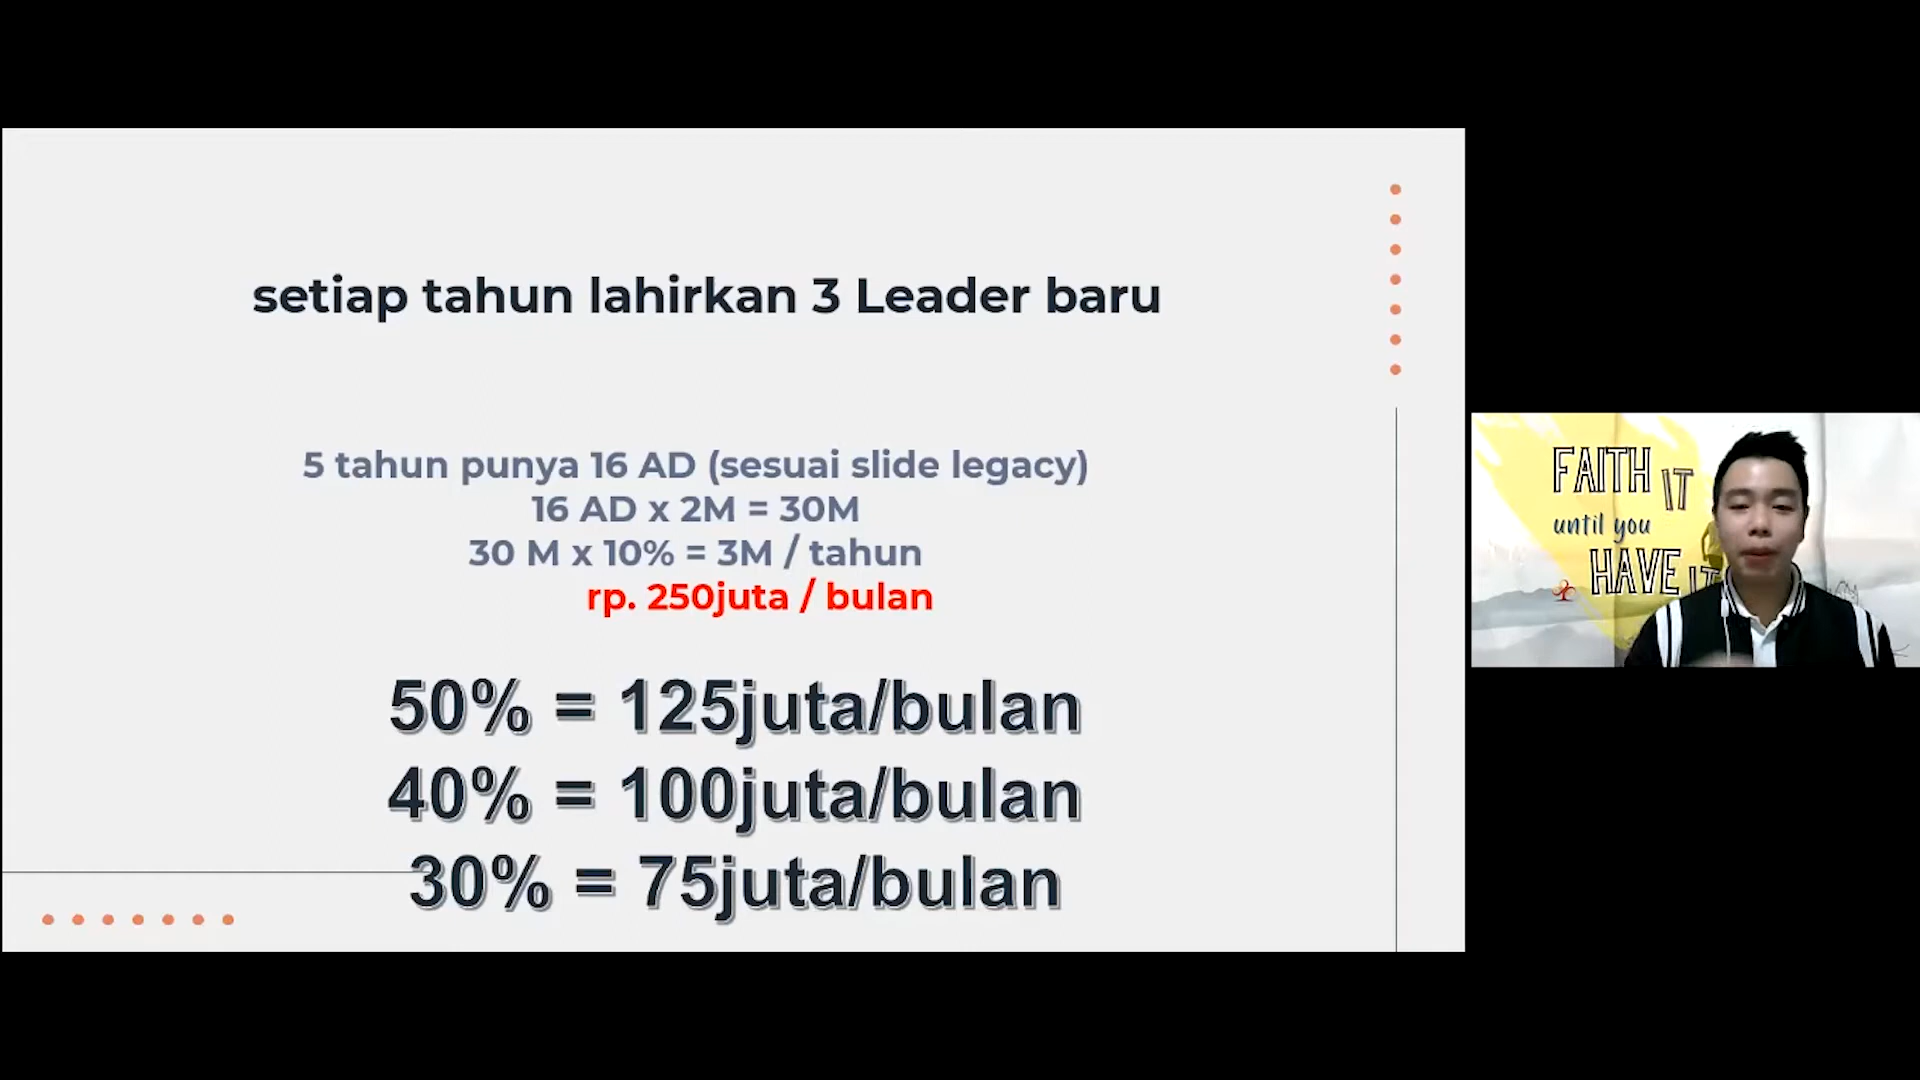 setiap tahun lahirkan 3 Leader baru
5 tahun punya 16 AD (sesuai slide legacy)
16 AD x 2M = 30M
30 M x 10% = 3M / tahun
rp. 250juta / bulan
50% = 125juta/bulan
40% = 100juta/bulan
30% = 75juta/bulan
FAITH IT
until you
HAVE IT